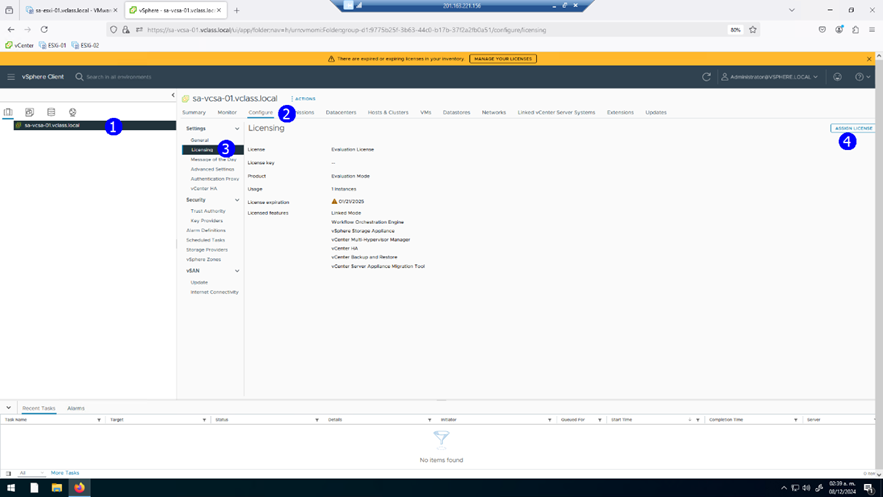 sa-esxi-01.vclass.local - VMwar
vSphere - sa-vcsa-01.vclass.loc
201.163.221.156
https://sa-vcsa-01.vclass.local/ui/app/folder;nav=h/urn:vmomi:Folder:group-d1:9775b25f-3b63-44d1-b17b-37f2a2fb0a51/configure/licensing
80%
vCenter ESXi-01 ESXi-02
There are expired or expiring licenses in your inventory. MANAGE YOUR LICENSES
vSphere Client Search in all environments Administrator@VSPHERE.LOCAL
sa-vcsa-01.vclass.local ACTIONS
Summary Monitor Configure 2 issions Datacenters Hosts & Clusters VMs Datastores Networks Linked vCenter Server Systems Extensions Updates
sa-vcsa-01.vclass.local 1
Settings
General
Licensing 3
Message of the Day
Advanced Settings
Authentication Proxy
vCenter HA
Security
Trust Authority
Key Providers
Alarm Definitions
Scheduled Tasks
Storage Providers
vSphere Zones
vSAN
Update
Internet Connectivity
Licensing
ASSIGN LICENSE
4
License Evaluation License
License key --
Product Evaluation Mode
Usage 1 Instances
License expiration 01/21/2025
Licensed features Linked Mode
Workflow Orchestration Engine
vSphere Storage Appliance
vCenter Multi-Hypervisor Manager
vCenter HA
vCenter Backup and Restore
vCenter Server Appliance Migration Tool
Recent Tasks Alarms
Task Name Target Status Details Initiator Queued For Start Time Completion Time Server
No items found
All More Tasks
02:39 a. m.
08/12/2024